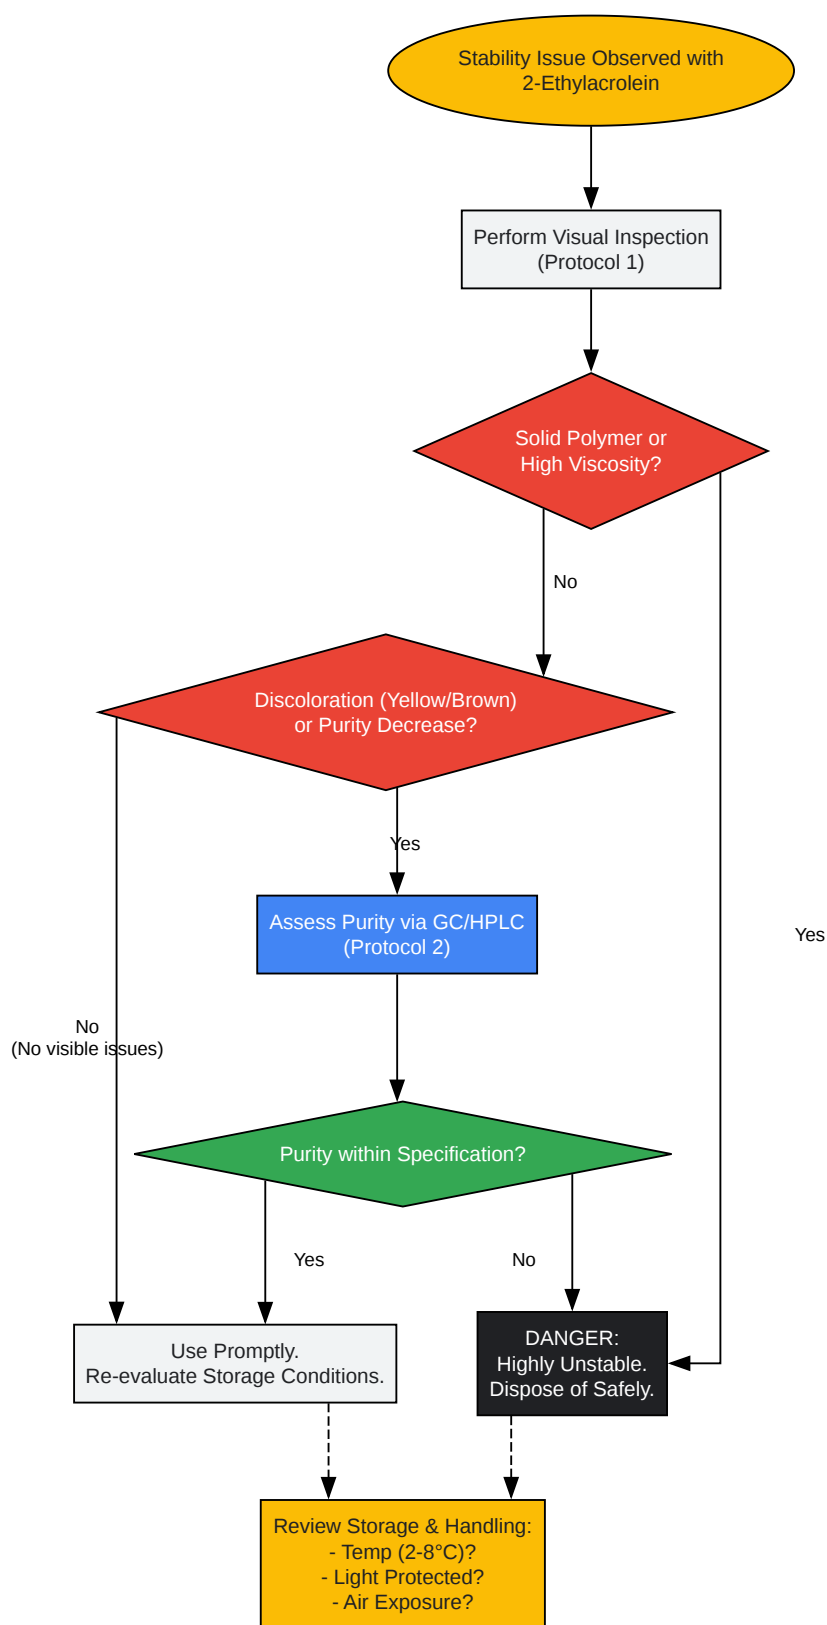 Stability Issue Observed with
2-Ethylacrolein
Perform Visual Inspection
(Protocol 1)
Solid Polymer or
High Viscosity?
No
Discoloration (Yellow/Brown)
or Purity Decrease?
Yes
Assess Purity via GC/HPLC
(Protocol 2)
Yes
No
(No visible issues)
Purity within Specification?
Yes
No
Use Promptly.
Re-evaluate Storage Conditions.
DANGER:
Highly Unstable.
Dispose of Safely.
Review Storage & Handling:
- Temp (2-8°C)?
- Light Protected?
- Air Exposure?